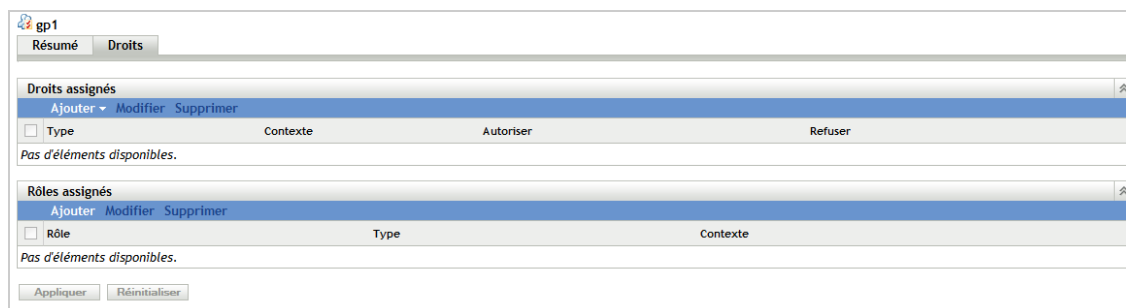 gp1
Résumé Droits
Droits assignés
Ajouter Modifier Supprimer
Type Contexte Autoriser Refuser
Pas d'éléments disponibles.
Rôles assignés
Ajouter Modifier Supprimer
Rôle Type Contexte
Pas d'éléments disponibles.
Appliquer Réinitialiser